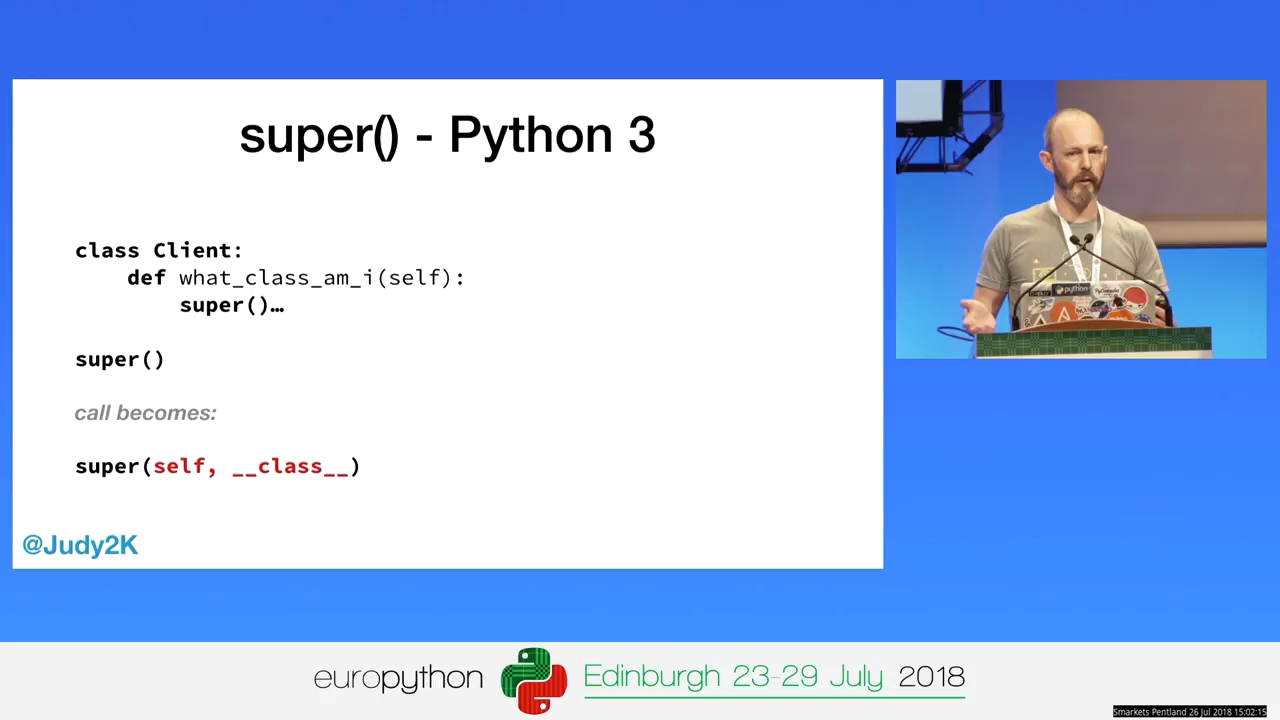 super() - Python 3
class Client:
def what_class_am_i(self):
super()…
super()
call becomes:
super(self, __class__)
@Judy2K
python
europython
Edinburgh 23-29 July 2018
Smarkets Pentland 26 Jul 2018 15:02:15